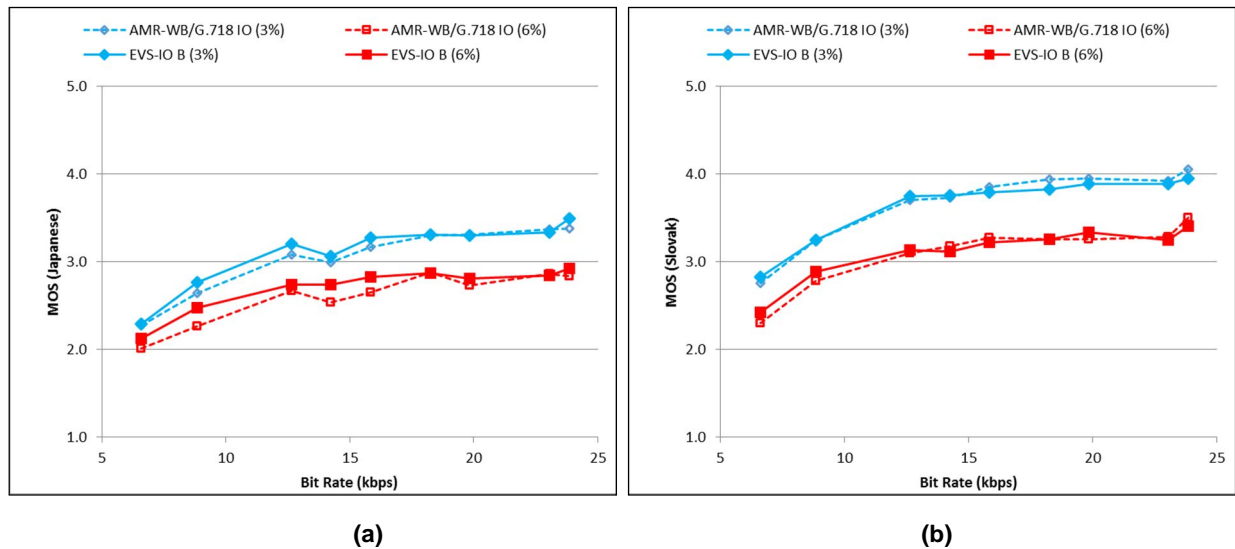 AMR-WB/G.718 IO (3%) AMR-WB/G.718 IO (6%)
EVS-IO B (3%) EVS-IO B (6%)
5.0
4.0
3.0
2.0
1.0
MOS (Japanese)
5 10 15 20 25
Bit Rate (kbps)
(a)
AMR-WB/G.718 IO (3%) AMR-WB/G.718 IO (6%)
EVS-IO B (3%) EVS-IO B (6%)
5.0
4.0
3.0
2.0
1.0
MOS (Slovak)
5 10 15 20 25
Bit Rate (kbps)
(b)